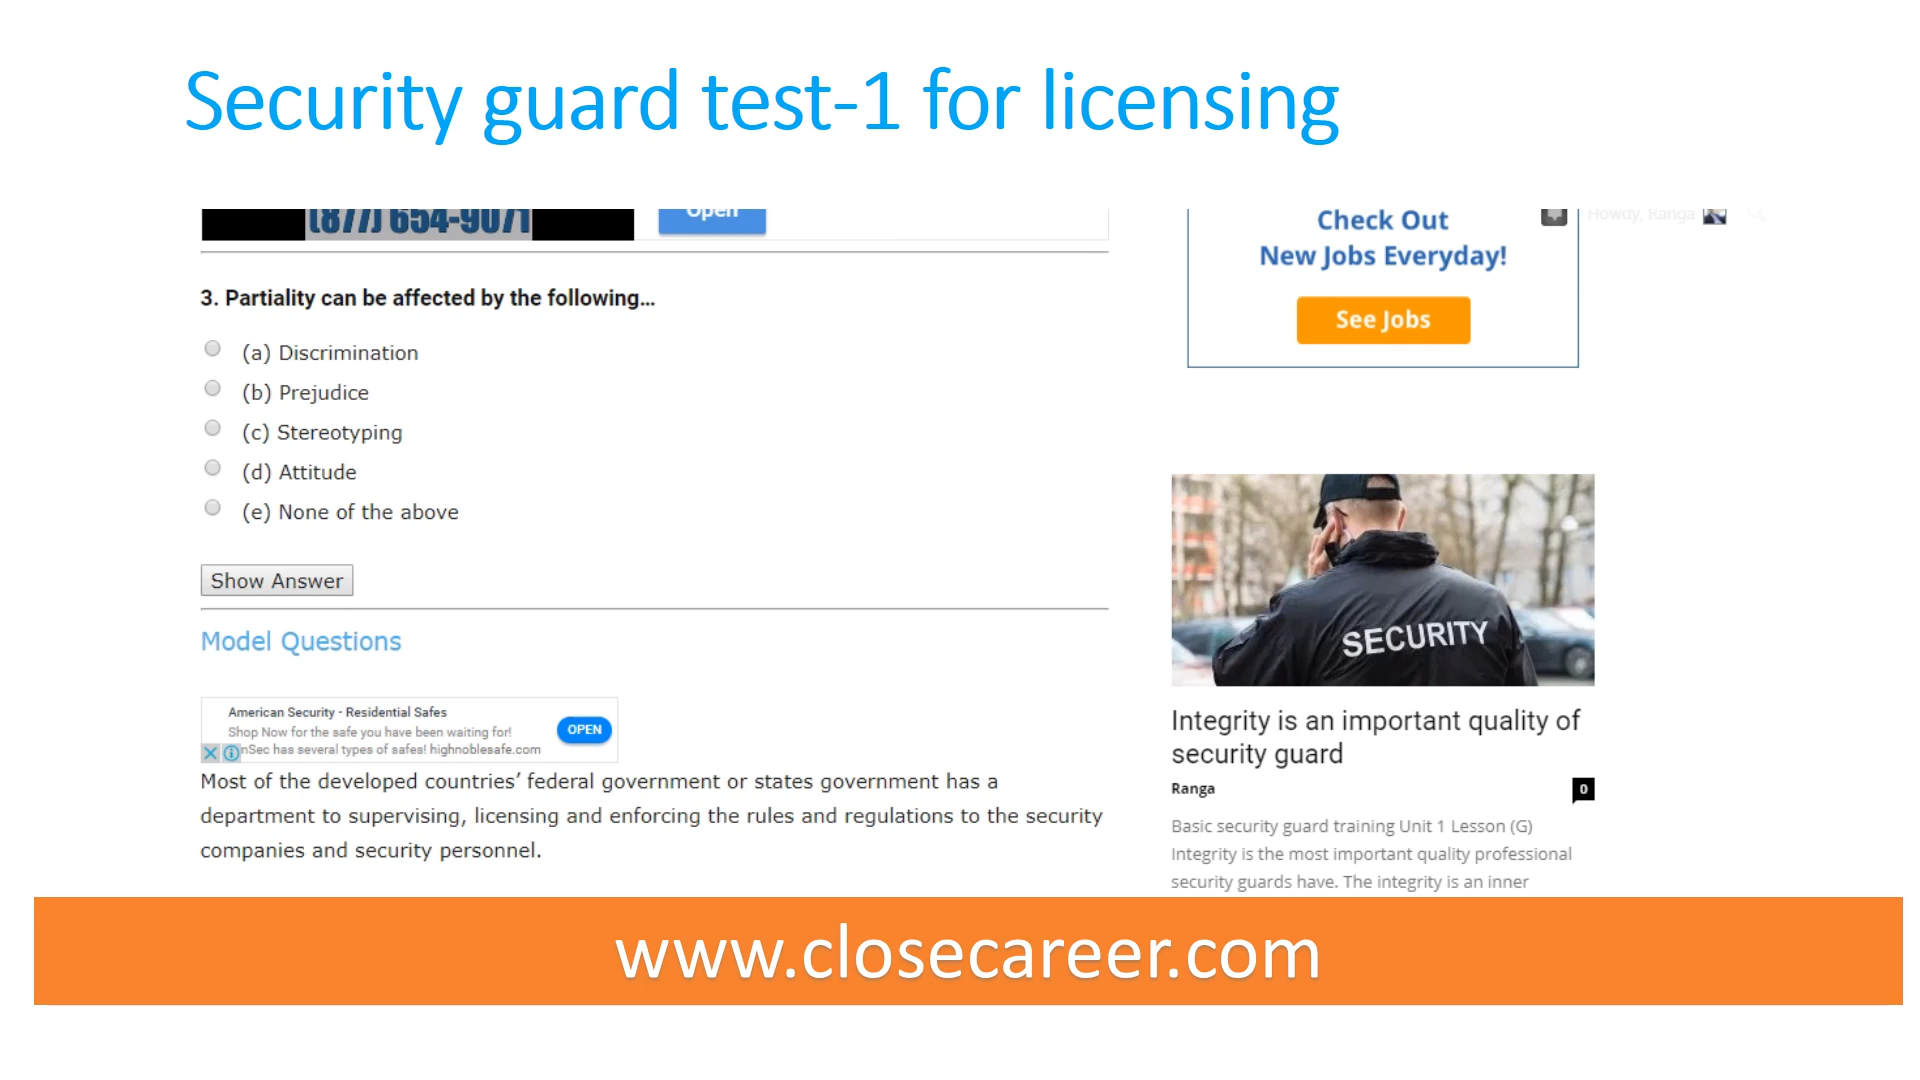 Security guard test-1 for licensing
(877) 654-9071
Open
Check Out
New Jobs Everyday!
See Jobs
Howdy, Ranga
3. Partiality can be affected by the following...
(a) Discrimination
(b) Prejudice
(c) Stereotyping
(d) Attitude
(e) None of the above
Show Answer
Model Questions
American Security - Residential Safes
Shop Now for the safe you have been waiting for!
nSec has several types of safes! highnoblesafe.com
OPEN
Most of the developed countries’ federal government or states government has a
department to supervising, licensing and enforcing the rules and regulations to the security
companies and security personnel.
SECURITY
Integrity is an important quality of
security guard
Ranga
0
Basic security guard training Unit 1 Lesson (G)
Integrity is the most important quality professional
security guards have. The integrity is an inner
www.closecareer.com